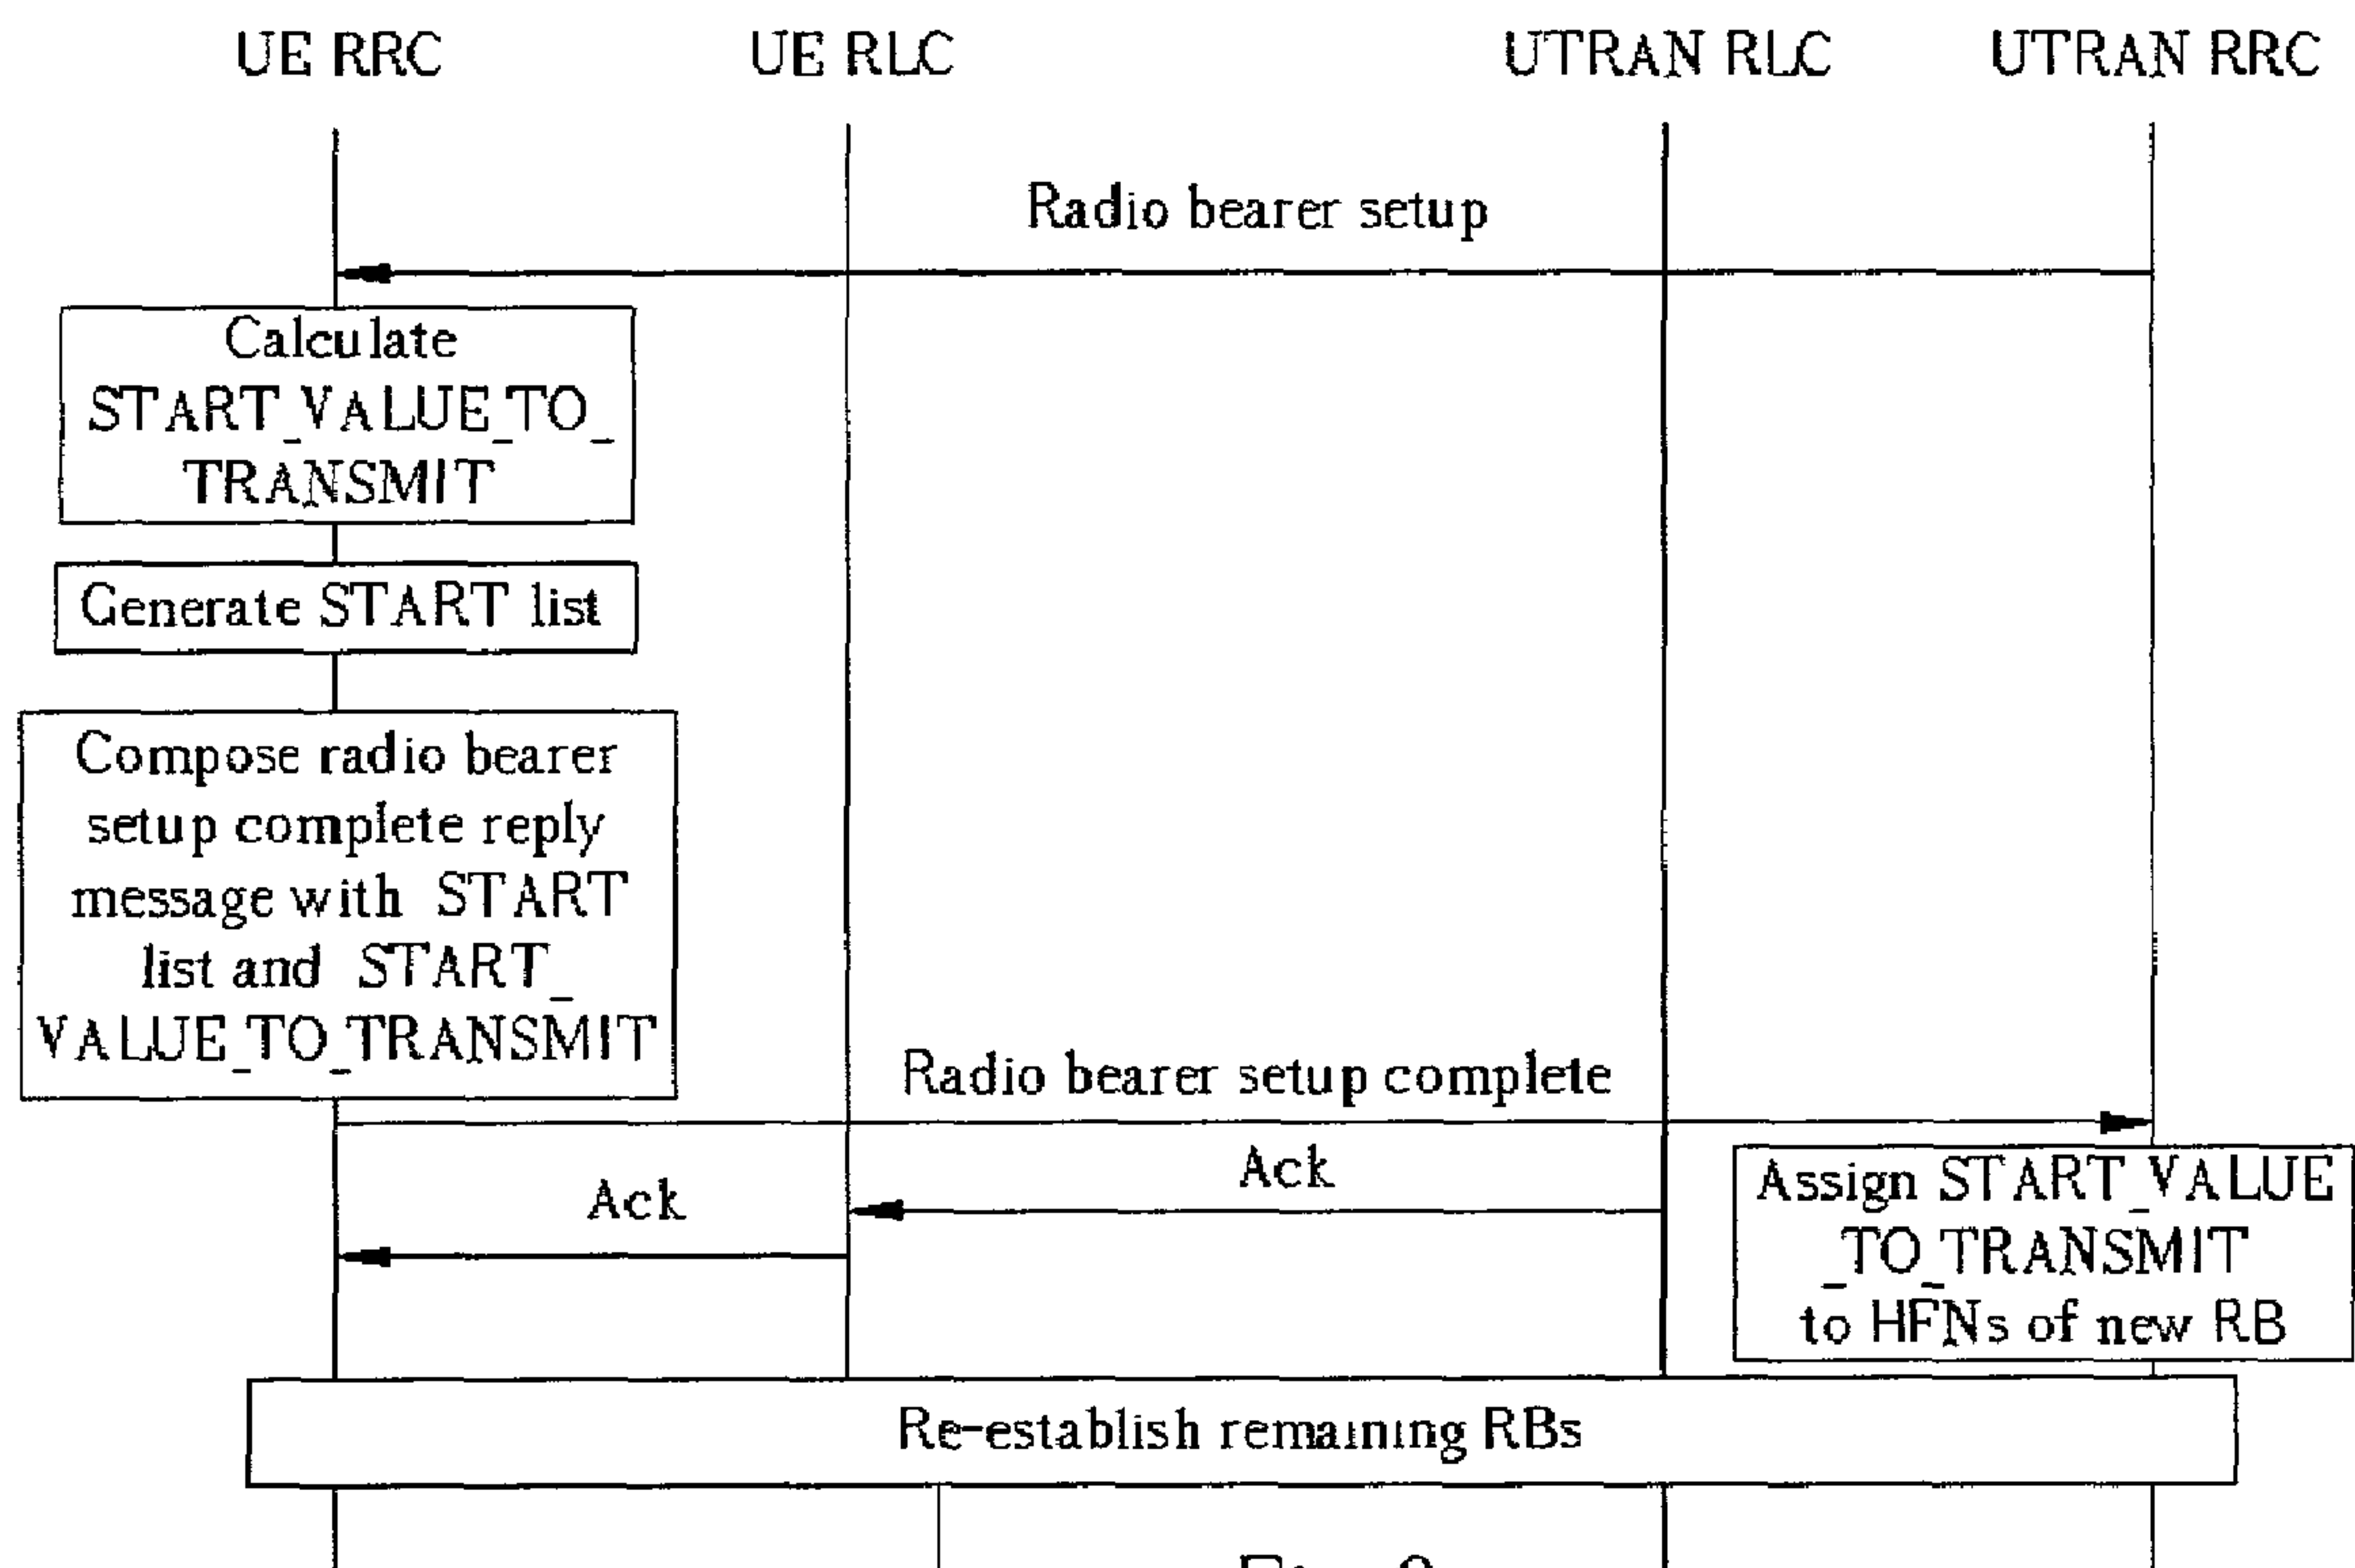 UE RRC
UE RLC
UTRAN RLC
UTRAN RRC
Radio bearer setup
Calculate
START_VALUE_TO_
TRANSMIT
Generate START list
Compose radio bearer
setup complete reply
message with START
list and START_
VALUE_TO_TRANSMIT
Radio bearer setup complete
Ack
Ack
Assign START_VALUE
_TO_TRANSMIT
to HFNs of new RB
Re-establish remaining RBs